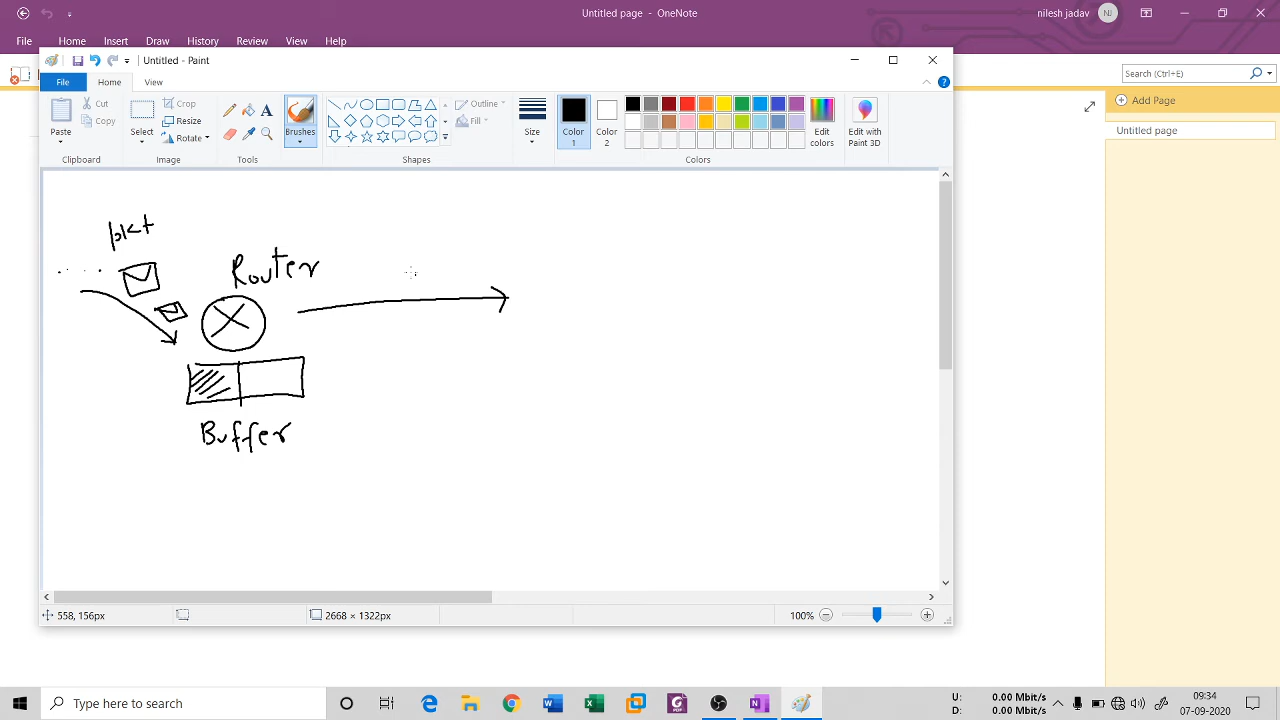 Untitled page - OneNote
nilesh jadav
NJ
File Home Insert Draw History Review View Help
Untitled - Paint
File Home View
Paste
Cut
Copy
Clipboard
Select
Crop
Resize
Rotate
Image
A
Tools
Brushes
Outline
Fill
Shapes
Size
Color
1
Color
2
Edit
colors
Edit with
Paint 3D
Colors
Search (Ctrl+E)
Add Page
Untitled page
pkt
Router
Buffer
558, 156px
2668 × 1322px
100%
Type here to search
U: 0.00 Mbit/s
D: 0.00 Mbit/s
09:34
07-09-2020